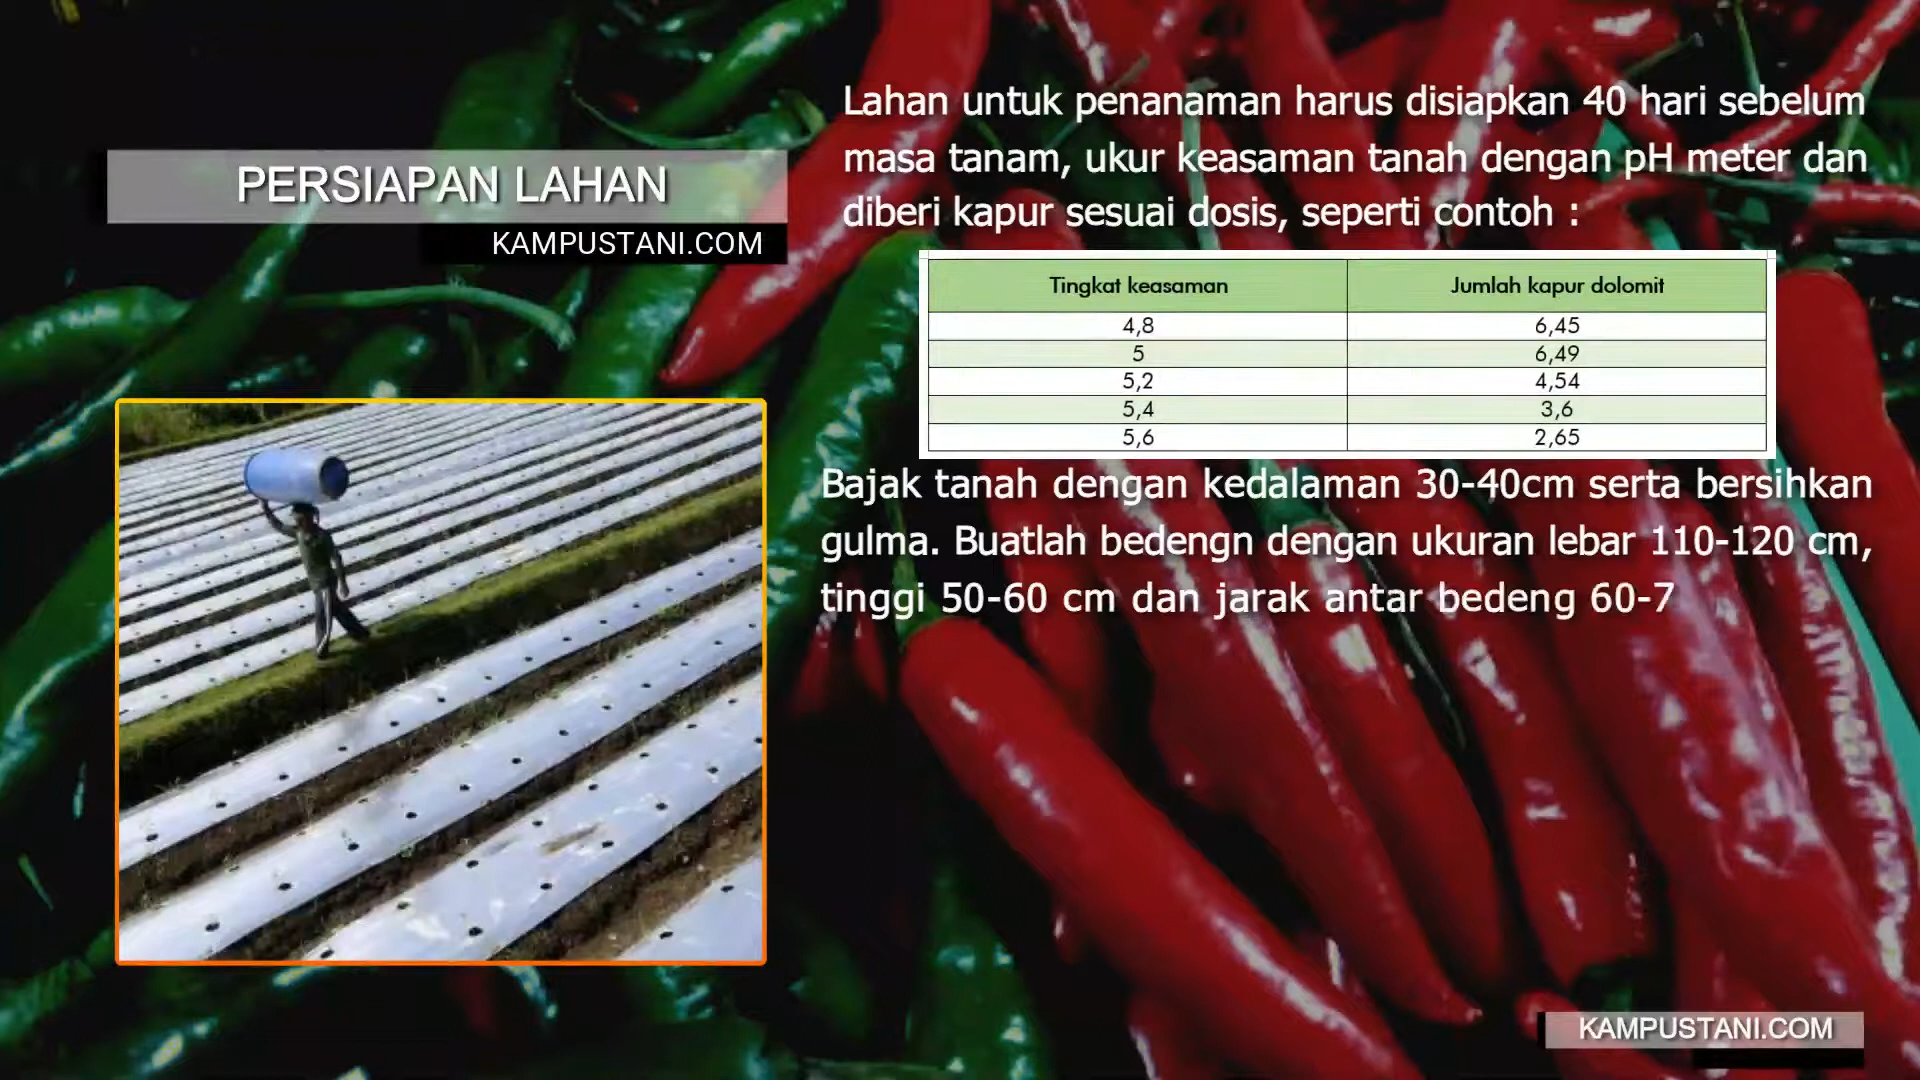 PERSIAPAN LAHAN
KAMPUSTANI.COM
Lahan untuk penanaman harus disiapkan 40 hari sebelum
masa tanam, ukur keasaman tanah dengan pH meter dan
diberi kapur sesuai dosis, seperti contoh :
Tingkat keasaman Jumlah kapur dolomit
4,8 6,45
5 6,49
5,2 4,54
5,4 3,6
5,6 2,65
Bajak tanah dengan kedalaman 30-40cm serta bersihkan
gulma. Buatlah bedengn dengan ukuran lebar 110-120 cm,
tinggi 50-60 cm dan jarak antar bedeng 60-7
KAMPUSTANI.COM